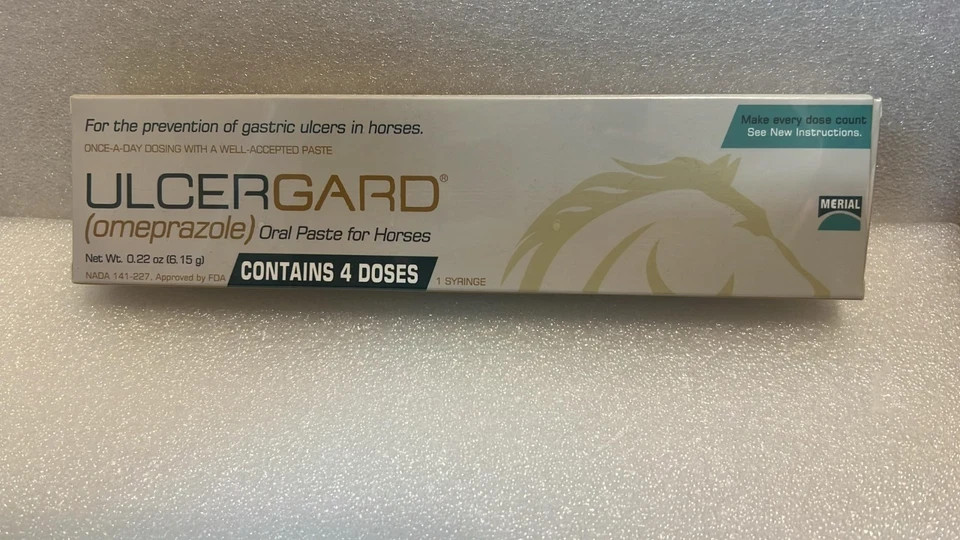 For the prevention of gastric ulcers in horses.
ONCE-A-DAY DOSING WITH A WELL-ACCEPTED PASTE
ULCERGARD®
(omeprazole) Oral Paste for Horses
Net Wt. 0.22 oz (6.15 g)
NADA 141-227. Approved by FDA
CONTAINS 4 DOSES
1 SYRINGE
Make every dose count
See New Instructions.
MERIAL